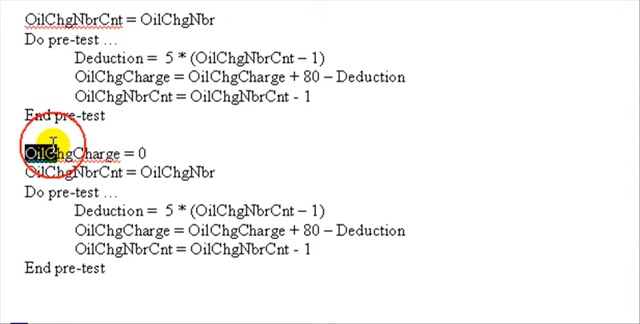 OilChgNbrCnt = OilChgNbr
Do pre-test …
Deduction = 5 * (OilChgNbrCnt – 1)
OilChgCharge = OilChgCharge + 80 – Deduction
OilChgNbrCnt = OilChgNbrCnt - 1
End pre-test
OilChgCharge = 0
OilChgNbrCnt = OilChgNbr
Do pre-test …
Deduction = 5 * (OilChgNbrCnt – 1)
OilChgCharge = OilChgCharge + 80 – Deduction
OilChgNbrCnt = OilChgNbrCnt - 1
End pre-test